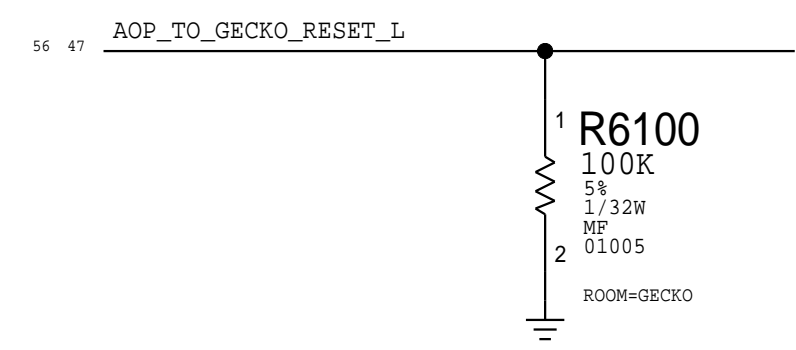 AOP_TO_GECKO_RESET_L
56 47
1
R6100
100K
5%
1/32W
MF
01005
2
ROOM=GECKO